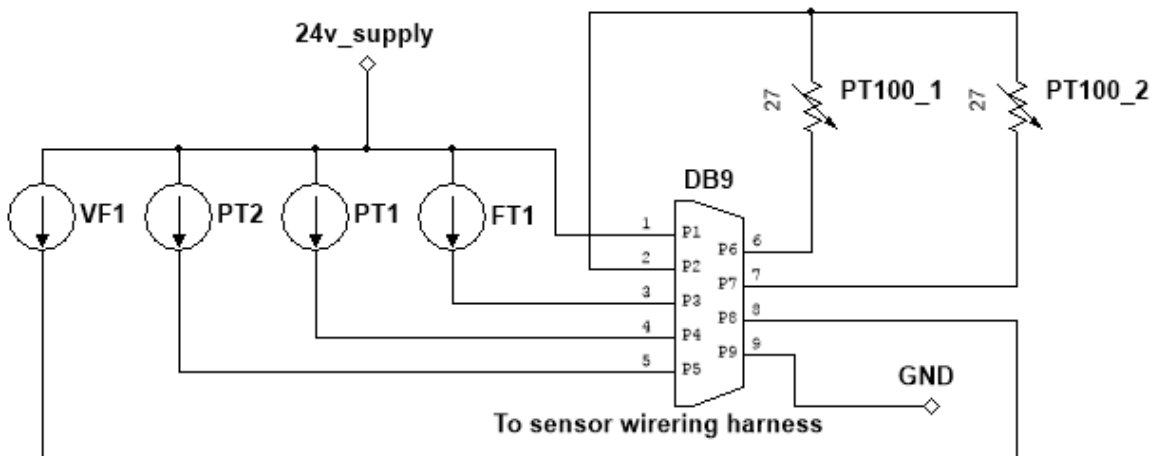 24v_supply
27
PT100_1
27
PT100_2
VF1
PT2
PT1
FT1
DB9
1
P1
2
P2
3
P3
4
P4
5
P5
P6
6
P7
7
P8
8
P9
9
GND
To sensor wirering harness